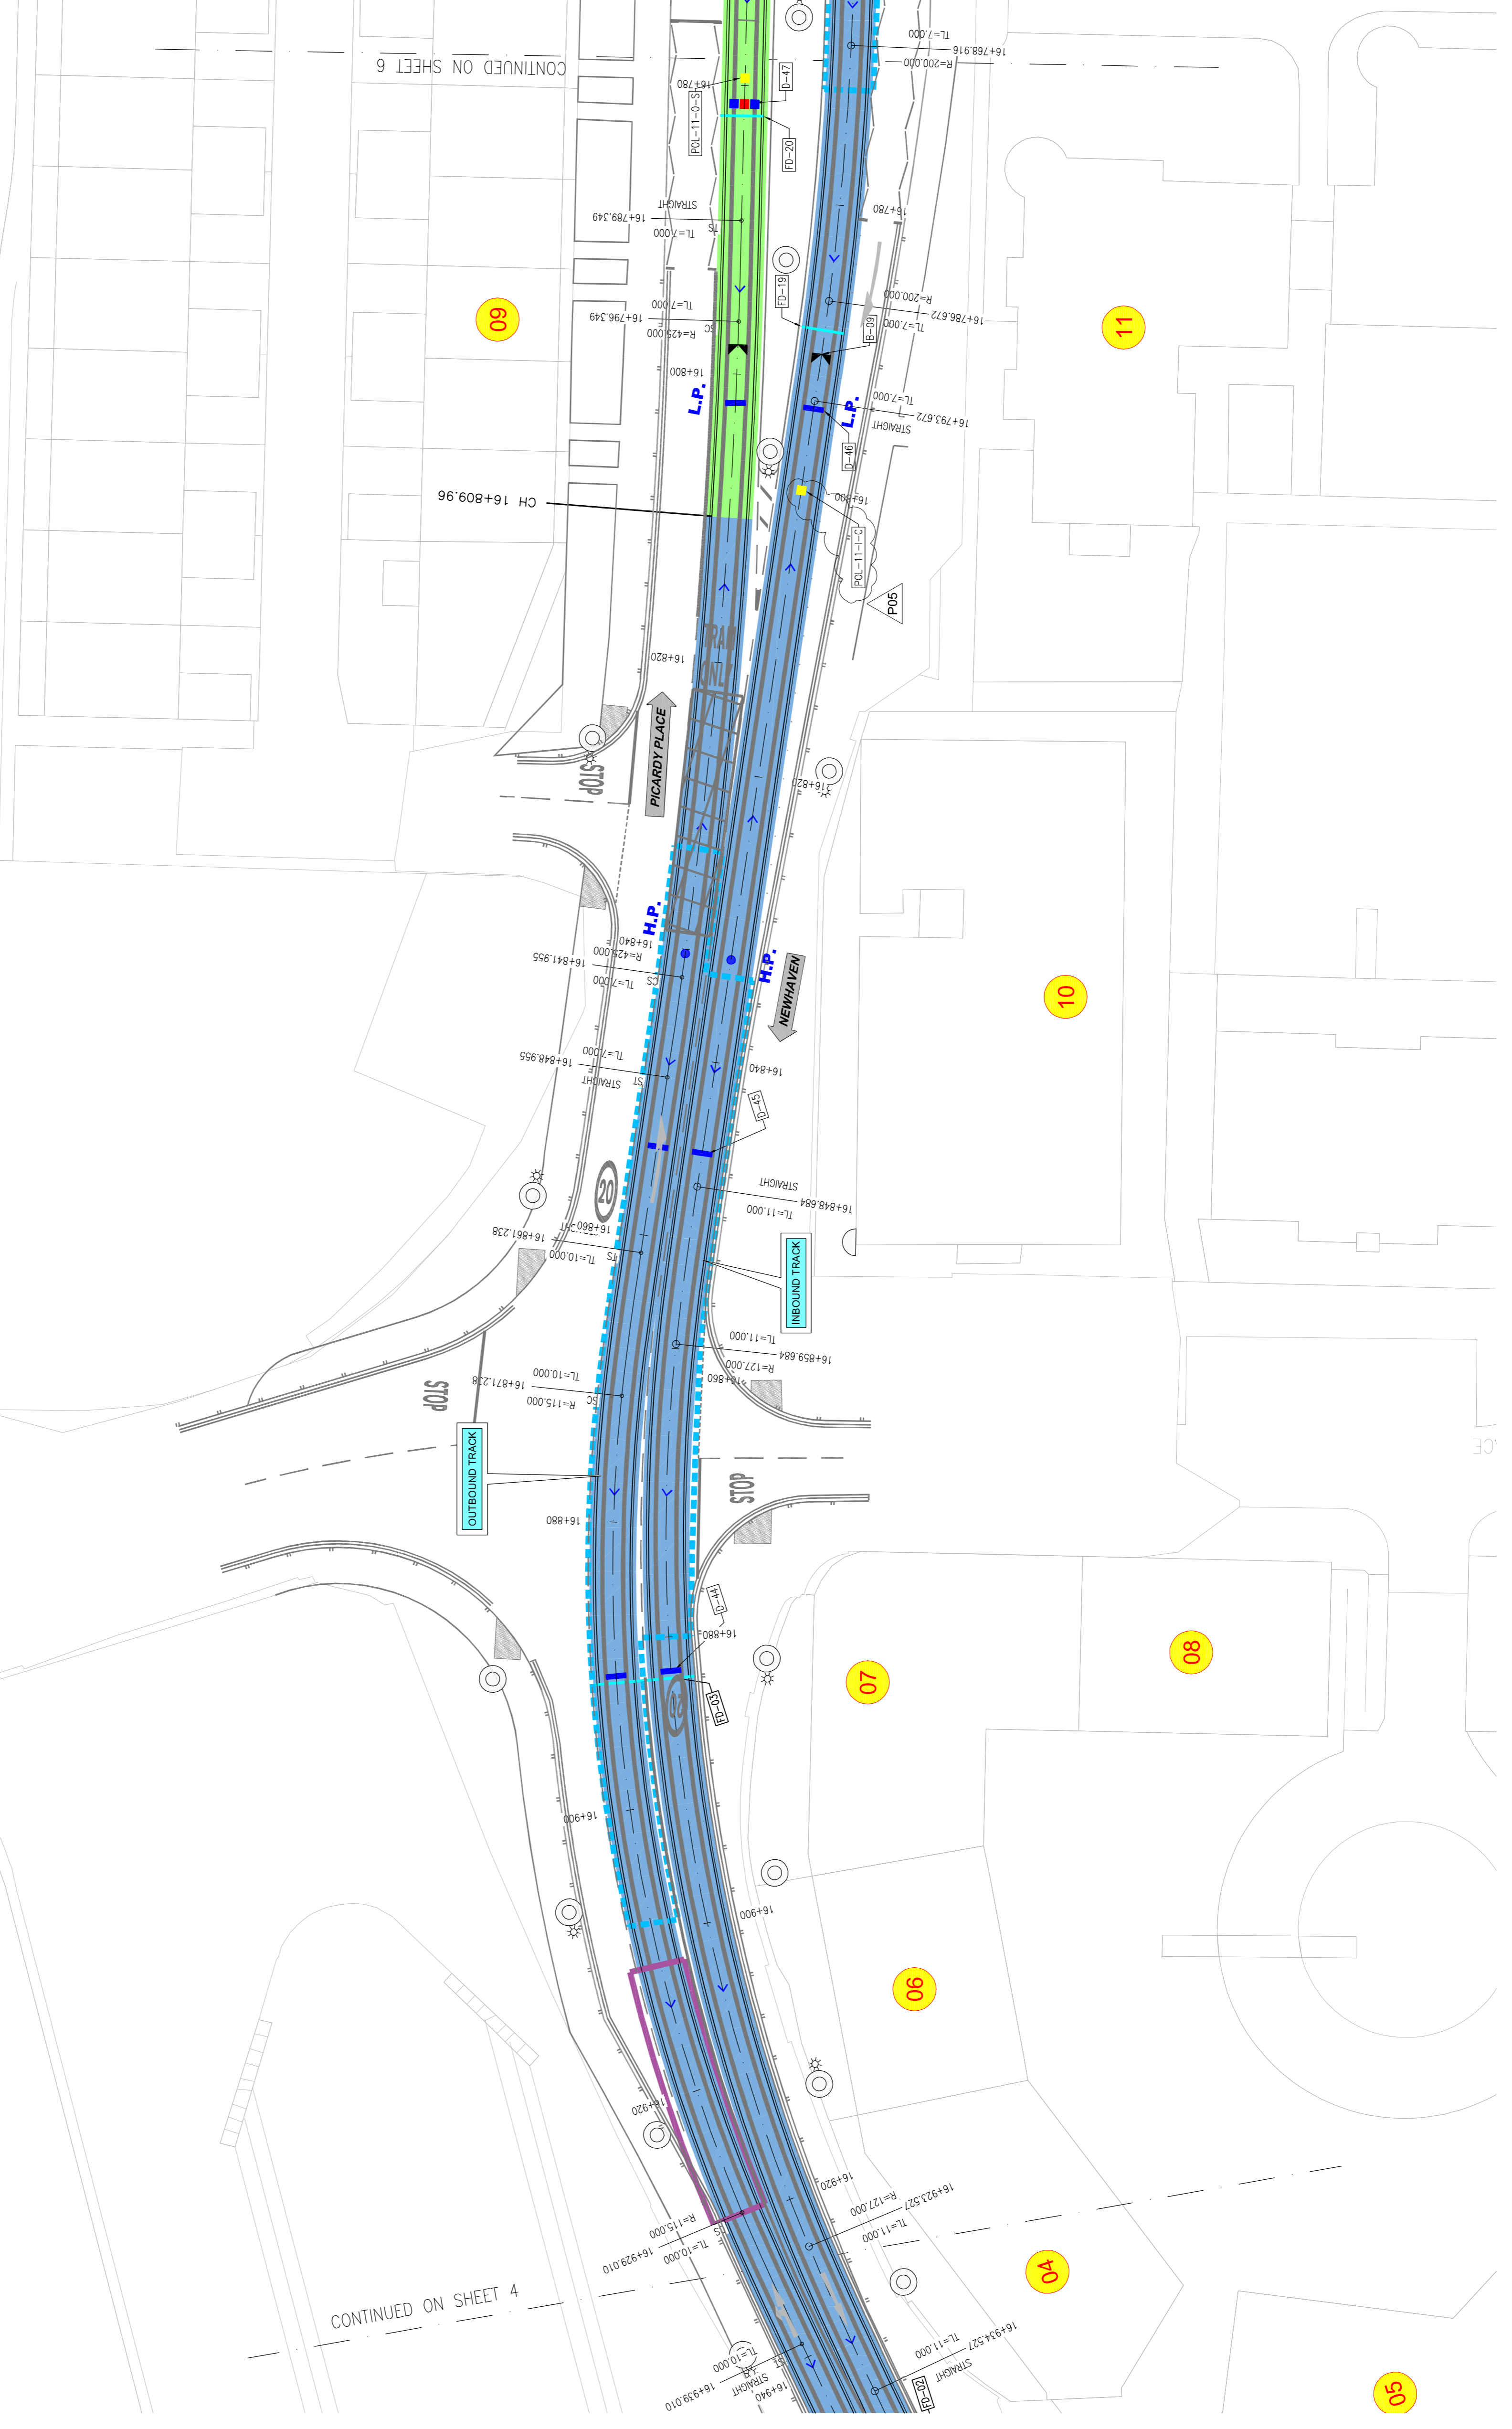 CONTINUED ON SHEET 6
TL=7.000
16+768.916
R=200.000
16+780
D-47
POL-11-0-S
FD-20
STRAIGHT
16+789.349
TS
TL=7.000
16+780
FD-19
R=200.000
16+786.672
TL=7.000
TL=7.000
16+796.349
SC
R=425.000
B-09
09
11
16+800
L.P.
TL=7.000
16+793.672
STRAIGHT
L.P.
D-46
CH 16+809.96
16+800
POL-11-I-C
P05
TRAM
ONLY
16+820
PICARDY PLACE
STOP
16+820
H.P.
16+840
R=425.000
16+841.955
TL=7.000
CS
H.P.
NEWHAVEN
10
TL=7.000
16+848.955
STRAIGHT
ST
16+840
D-45
20
STRAIGHT
16+848.684
TL=11.000
16+860
16+861.238
TS
TL=10.000
INBOUND TRACK
TL=11.000
16+859.684
R=127.000
16+860
TL=10.000
16+871.238
R=115.000
SC
STOP
OUTBOUND TRACK
STOP
16+880
D-44
16+880
FD-03
07
08
16+900
16+900
06
16+920
16+920
R=127.000
16+923.527
TL=11.000
R=115.000
CS
16+929.010
TL=10.000
04
CONTINUED ON SHEET 4
TL=10.000
ST
STRAIGHT
16+939.010
16+940
TL=11.000
16+934.527
STRAIGHT
FD-02
05